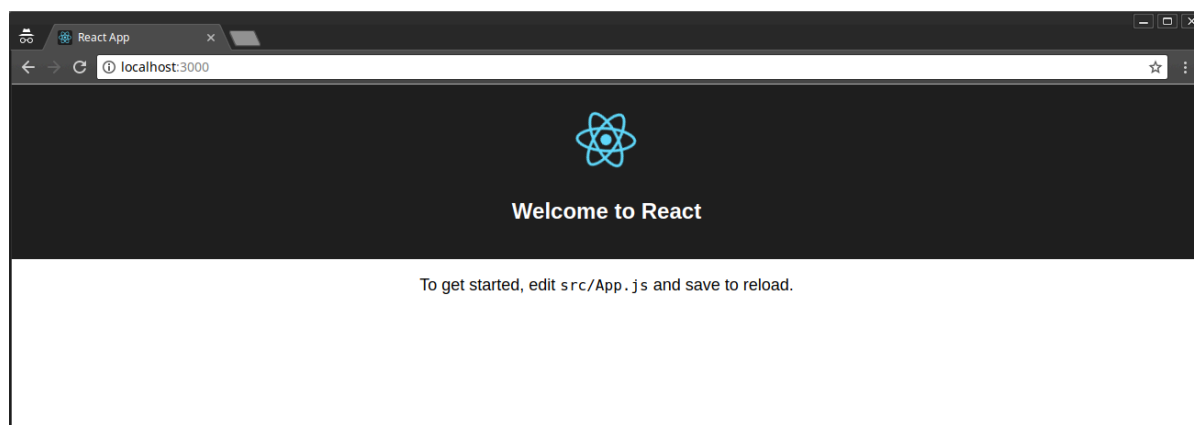 React App
localhost:3000
Welcome to React
To get started, edit src/App.js and save to reload.